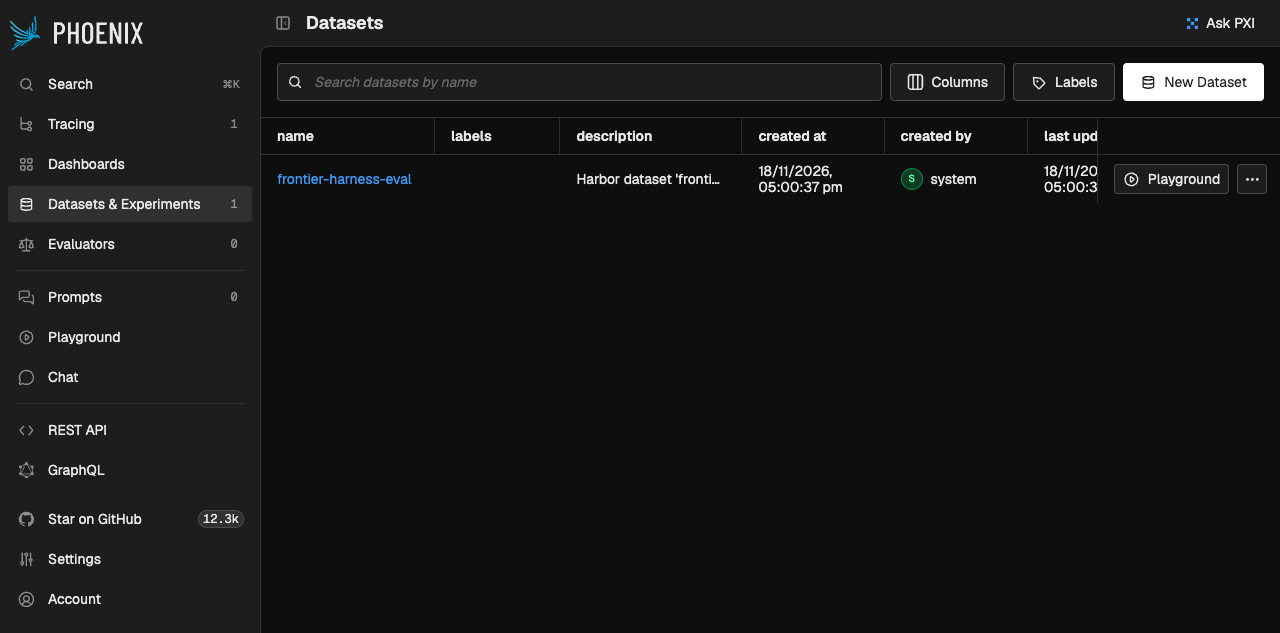 PHOENIX
Search ⌘K
Tracing 1
Dashboards
Datasets & Experiments 1
Evaluators 0
Prompts 0
Playground
Chat
REST API
GraphQL
Star on GitHub 12.3k
Settings
Account
Datasets
Ask PXI
Search datasets by name
Columns
Labels
New Dataset
name labels description created at created by last upd
frontier-harness-eval Harbor dataset 'fronti... 18/11/2026, 05:00:37 pm S system 18/11/20 05:00:3 Playground